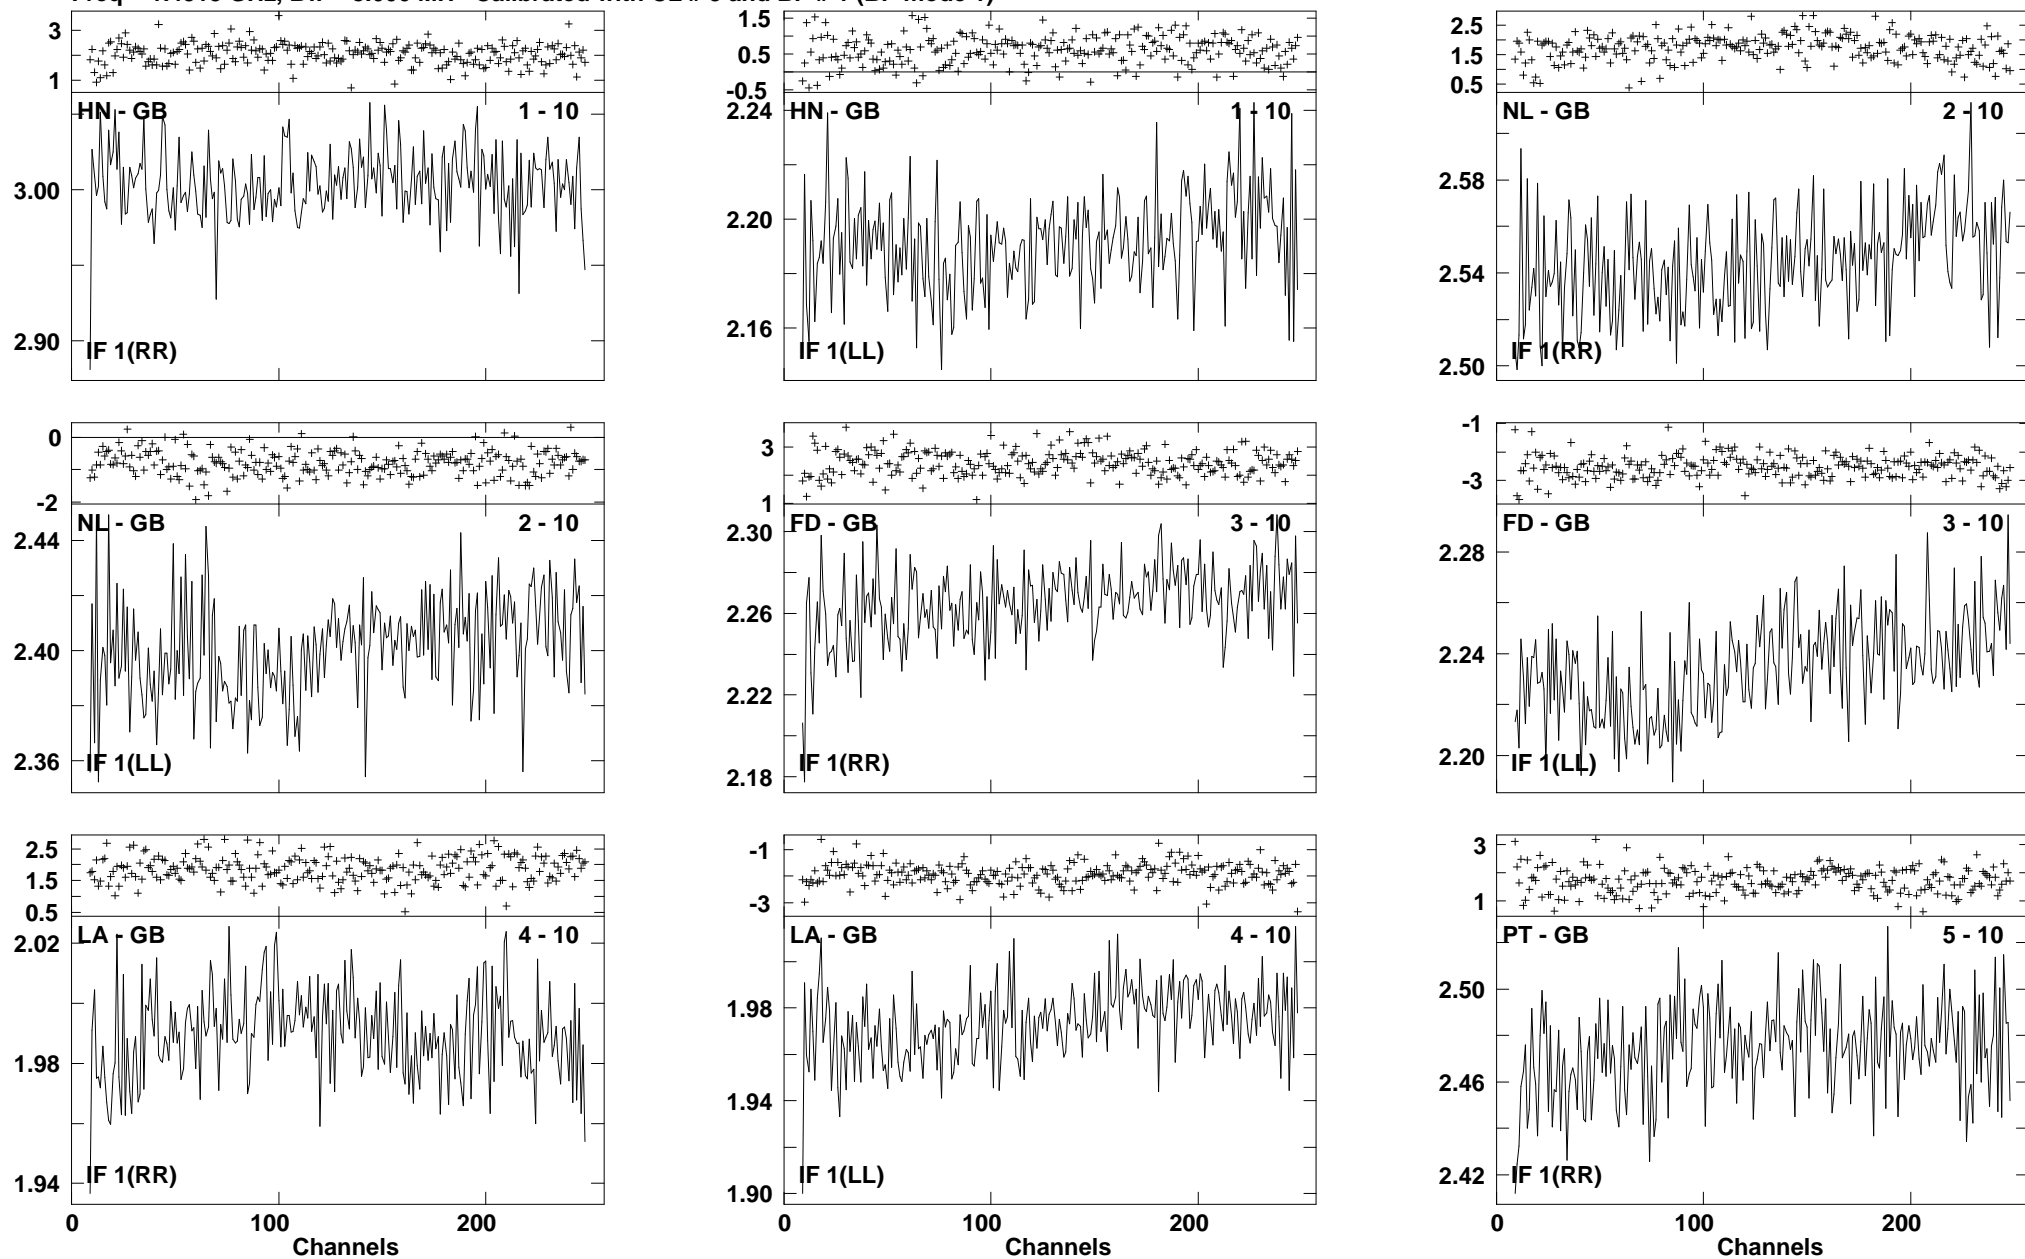 3
1
HN - GB 1 - 10
3.00
2.90
IF 1(RR)
1.5
0.5
-0.5
HN - GB 1 - 10
2.24
2.20
2.16
IF 1(LL)
2.5
1.5
0.5
NL - GB 2 - 10
2.58
2.54
2.50
IF 1(RR)
0
-2
NL - GB 2 - 10
2.44
2.40
2.36
IF 1(LL)
3
1
FD - GB 3 - 10
2.30
2.26
2.22
2.18
IF 1(RR)
-1
-3
FD - GB 3 - 10
2.28
2.24
2.20
IF 1(LL)
2.5
1.5
0.5
LA - GB 4 - 10
2.02
1.98
1.94
IF 1(RR)
0 100 200
Channels
-1
-3
LA - GB 4 - 10
1.98
1.94
1.90
IF 1(LL)
0 100 200
Channels
3
1
PT - GB 5 - 10
2.50
2.46
2.42
IF 1(RR)
0 100 200
Channels